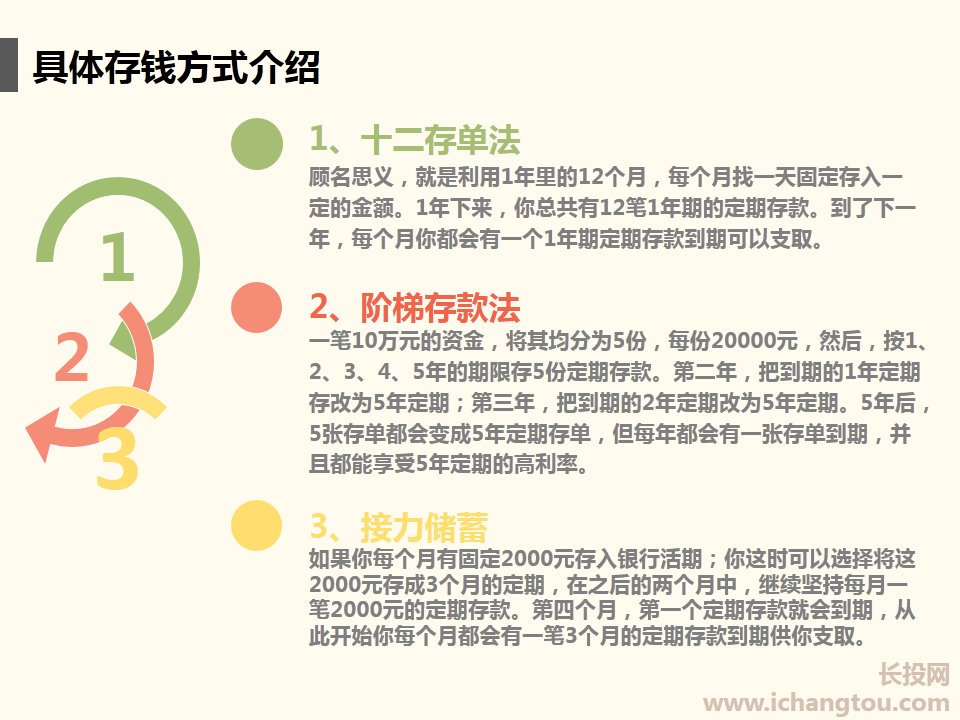 具体存钱方式介绍
1、十二存单法
顾名思义，就是利用1年里的12个月，每个月找一天固定存入一
定的金额。1年下来，你总共有12笔1年期的定期存款。到了下一
年，每个月你都会有一个1年期定期存款到期可以支取。
1
2、阶梯存款法
一笔10万元的资金，将其均分为5份，每份20000元，然后，按1、
2、3、4、5年的期限存5份定期存款。第二年，把到期的1年定期
存改为5年定期；第三年，把到期的2年定期改为5年定期。5年后，
5张存单都会变成5年定期存单，但每年都会有一张存单到期，并
且都能享受5年定期的高利率。
2
3
3、接力储蓄
如果你每个月有固定2000元存入银行活期；你这时可以选择将这
2000元存成3个月的定期，在之后的两个月中，继续坚持每月一
笔2000元的定期存款。第四个月，第一个定期存款就会到期，从
此开始你每个月都会有一笔3个月的定期存款到期供你支取。
长投网
www.ichangtou.com